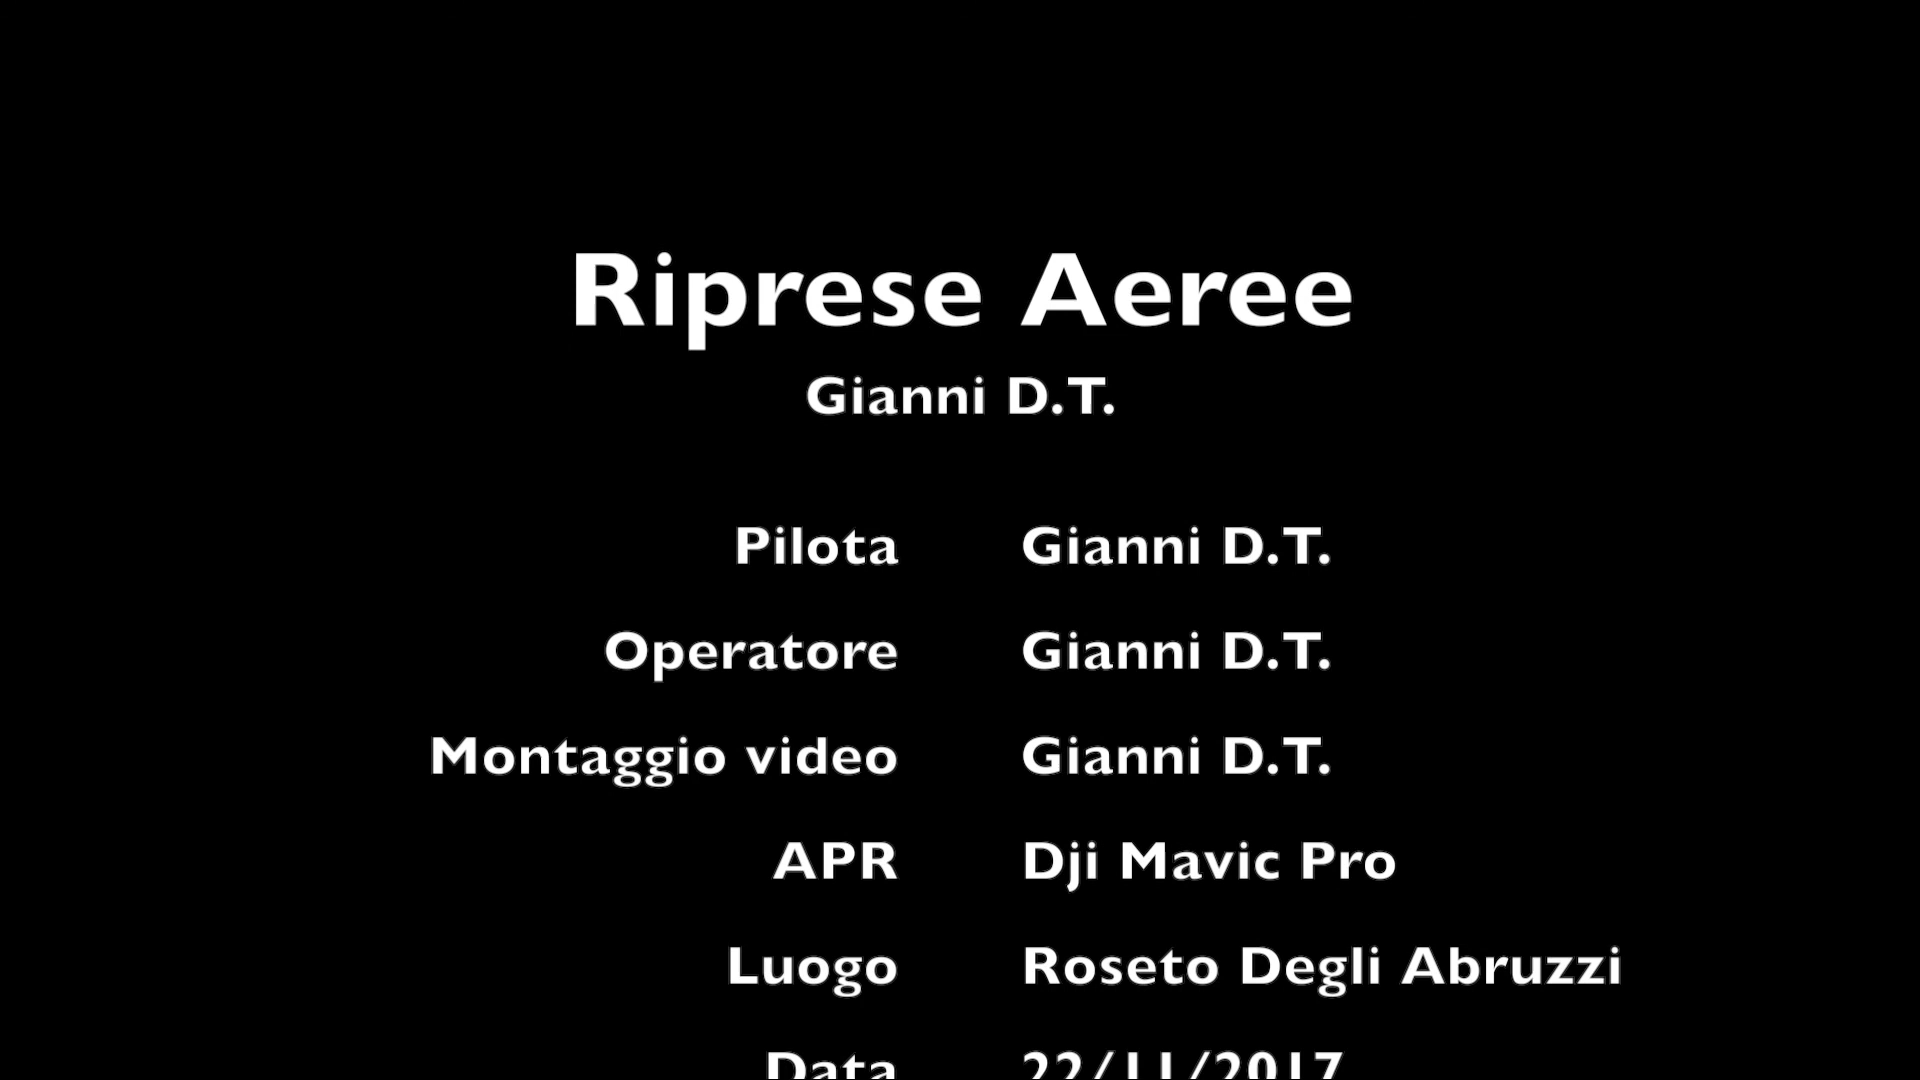 Riprese Aeree
Gianni D.T.
Pilota Gianni D.T.
Operatore Gianni D.T.
Montaggio video Gianni D.T.
APR Dji Mavic Pro
Luogo Roseto Degli Abruzzi
Data 22/11/2017